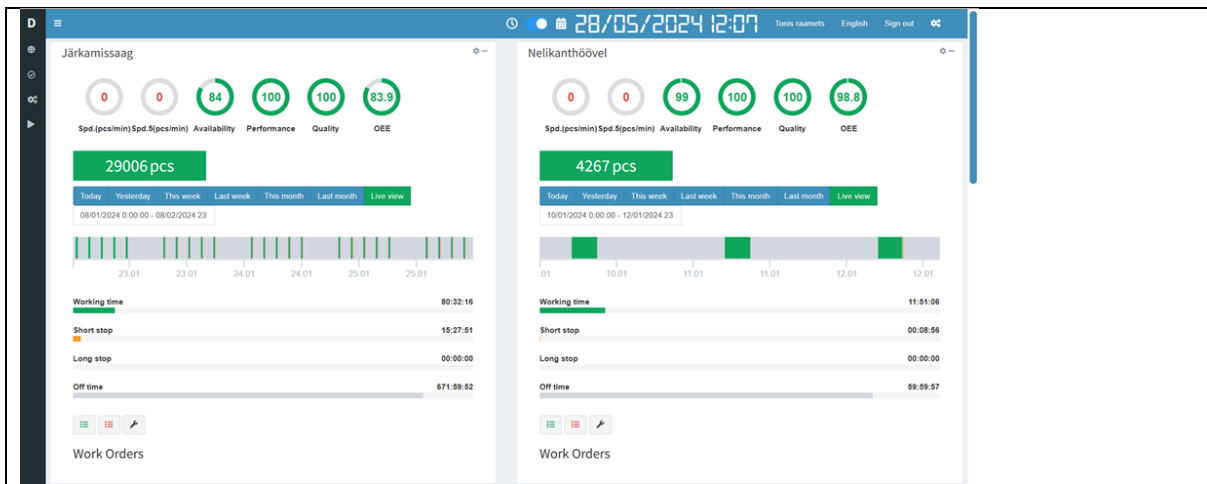 D
28/05/2024 12:07 Tonis raamets English Sign out
Järkamissaag
0 0 84 100 100 83.9
Spd.(pcs/min) Spd.5(pcs/min) Availability Performance Quality OEE
29006 pcs
Today Yesterday This week Last week This month Last month Live view
08/01/2024 0:00:00 - 08/02/2024 23:
23.01 23.01 24.01 24.01 25.01 25.01
Working time 80:32:16
Short stop 15:27:51
Long stop 00:00:00
Off time 671:59:52
Work Orders
Nelikanthöövel
0 0 99 100 100 98.8
Spd.(pcs/min) Spd.5(pcs/min) Availability Performance Quality OEE
4267 pcs
Today Yesterday This week Last week This month Last month Live view
10/01/2024 0:00:00 - 12/01/2024 23
.01 10.01 11.01 11.01 12.01 12.01
Working time 11:51:06
Short stop 00:08:56
Long stop 00:00:00
Off time 59:59:57
Work Orders